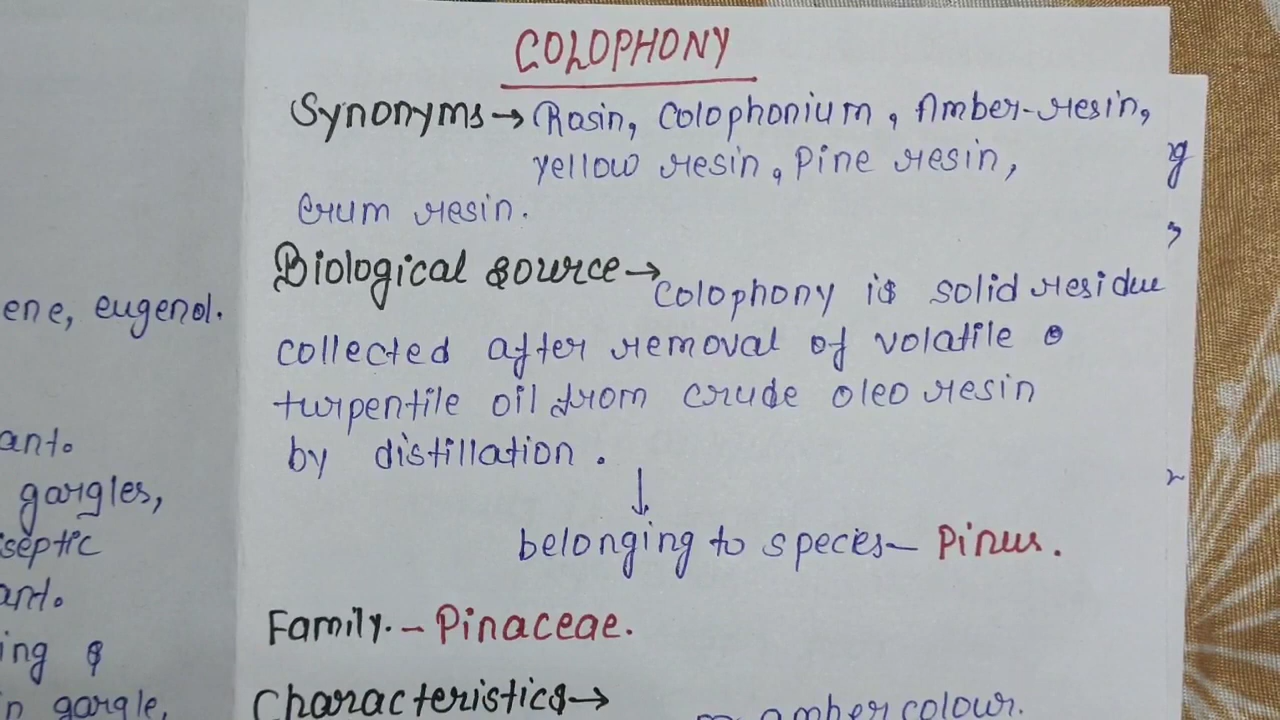 COLOPHONY
Synonyms → Rosin, Colophonium, Amber-resin,
yellow resin, Pine resin,
Crum resin.
Biological source →
Colophony is solid residue
collected after removal of volatile
turpentile oil from crude oleo resin
by distillation.
↓
belonging to species– Pinus.
Family.– Pinaceae.
Characteristics→
amber colour.
ene, eugenol.
ant.
gargles,
septic
ant.
ing &
in gargle,
g